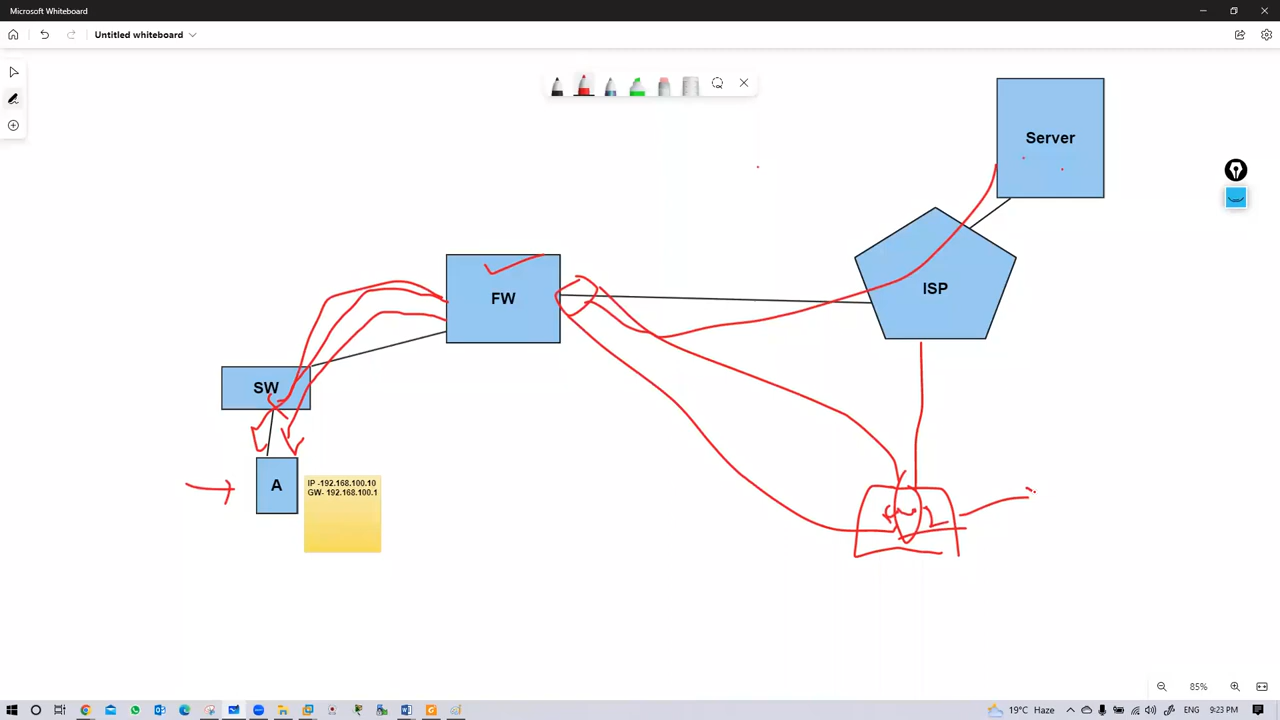 Microsoft Whiteboard
Untitled whiteboard
Server
ISP
FW
SW
A
IP -192.168.100.10
GW- 192.168.100.1
85%
19°C Haze
ENG
9:23 PM